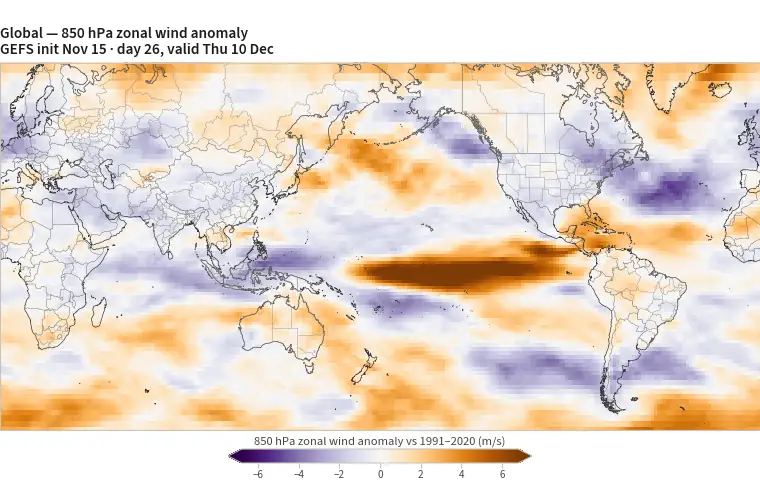 Global — 850 hPa zonal wind anomaly
GEFS init Nov 15 · day 26, valid Thu 10 Dec
850 hPa zonal wind anomaly vs 1991–2020 (m/s)
−6 −4 −2 0 2 4 6